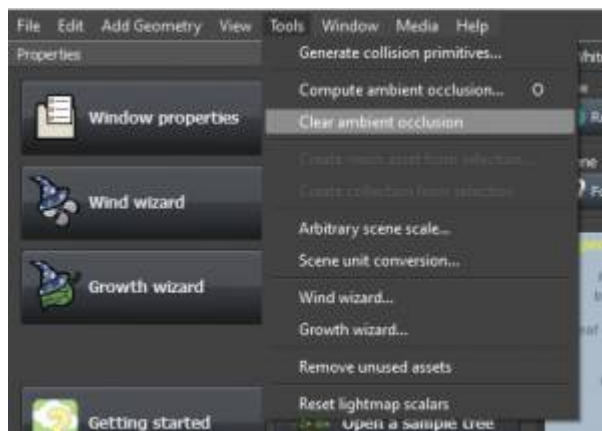 File Edit Add Geometry View Tools Window Media Help
Properties
Generate collision primitives...
Compute ambient occlusion... O
Window properties
Clear ambient occlusion
Create mesh asset from selection...
Create collection from selection
Wind wizard
Arbitrary scene scale...
Scene unit conversion...
Growth wizard
Wind wizard...
Growth wizard...
Remove unused assets
Reset lightmap scalars
Getting started
Open a sample tree